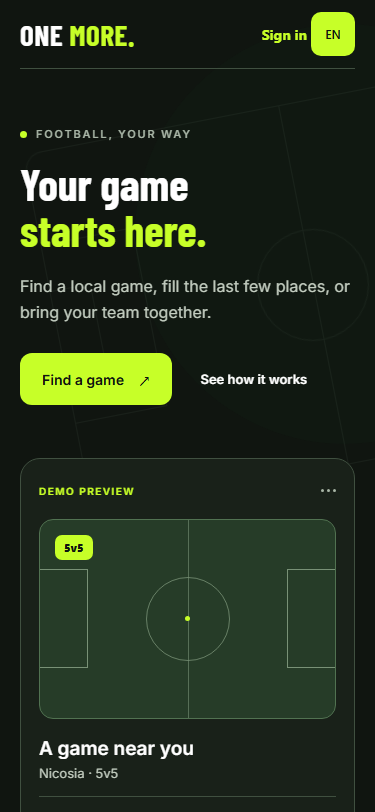 ONE MORE.
Sign in
EN
FOOTBALL, YOUR WAY
Your game
starts here.
Find a local game, fill the last few places, or
bring your team together.
Find a game ↗
See how it works
DEMO PREVIEW
5v5
A game near you
Nicosia · 5v5